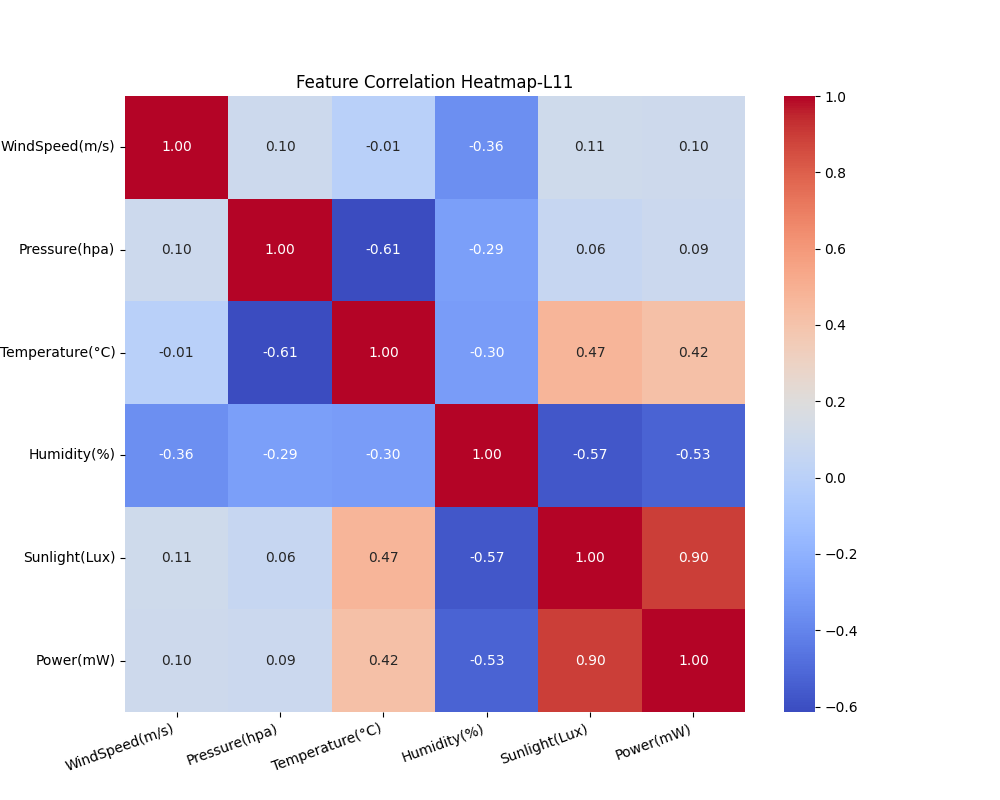 Feature Correlation Heatmap-L11
WindSpeed(m/s) 1.00 0.10 -0.01 -0.36 0.11 0.10
Pressure(hpa) 0.10 1.00 -0.61 -0.29 0.06 0.09
Temperature(°C) -0.01 -0.61 1.00 -0.30 0.47 0.42
Humidity(%) -0.36 -0.29 -0.30 1.00 -0.57 -0.53
Sunlight(Lux) 0.11 0.06 0.47 -0.57 1.00 0.90
Power(mW) 0.10 0.09 0.42 -0.53 0.90 1.00
WindSpeed(m/s) Pressure(hpa) Temperature(°C) Humidity(%) Sunlight(Lux) Power(mW)
1.0
0.8
0.6
0.4
0.2
0.0
−0.2
−0.4
−0.6